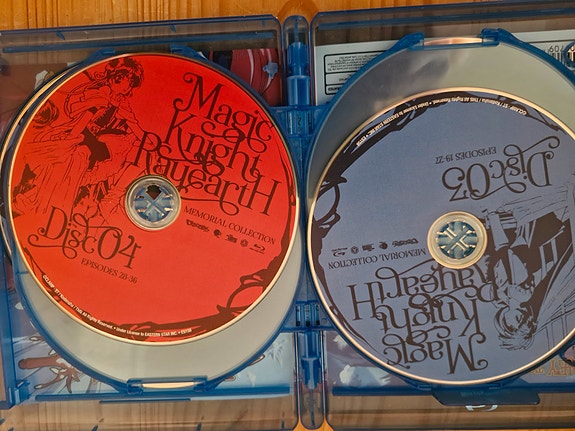 Magic
Knight
RayearTH
MEMORIAL COLLECTION
Disc 04
EPISODES 28-36
Disc 03
EPISODES 19-27
MEMORIAL COLLECTION
Magic
Knight
RayearTH